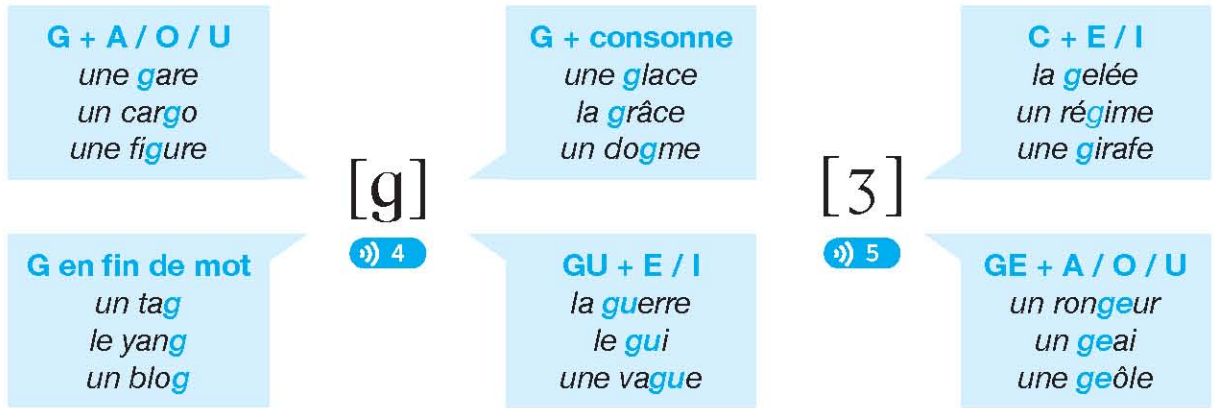 G + A / O / U
une gare
un cargo
une figure
G + consonne
une glace
la grâce
un dogme
C + E / I
la gelée
un régime
une girafe
[g]
4
[ʒ]
5
G en fin de mot
un tag
le yang
un blog
GU + E / I
la guerre
le gui
une vague
GE + A / O / U
un rongeur
un geai
une geôle